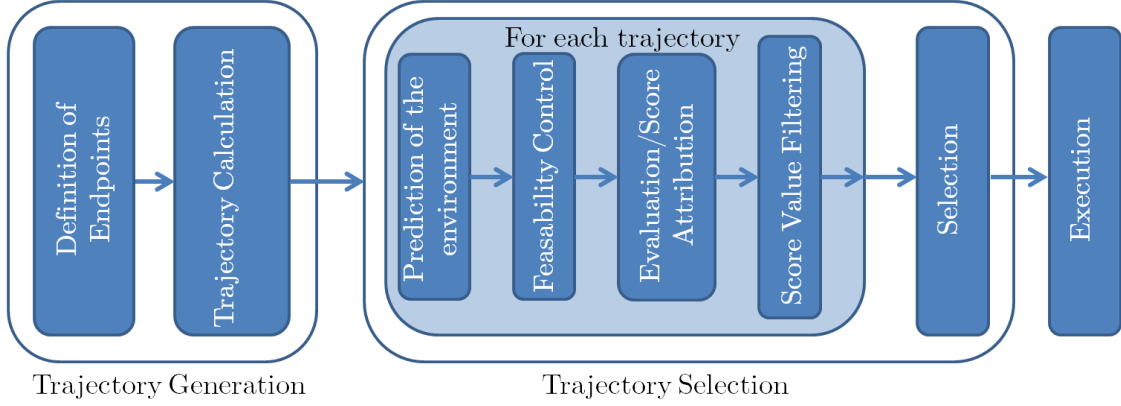 For each trajectory
Definition of
Endpoints
Trajectory Calculation
Prediction of the
environment
Feasability Control
Evaluation/Score
Attribution
Score Value Filtering
Selection
Execution
Trajectory Generation
Trajectory Selection